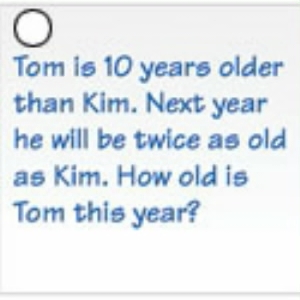 Tom is 10 years older
than Kim. Next year
he will be twice as old
as Kim. How old is
Tom this year?